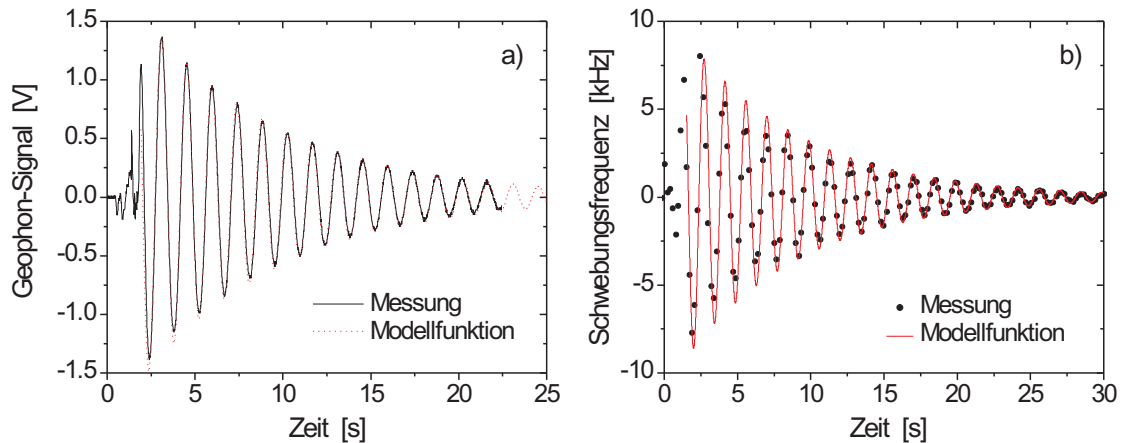 a)
Geophon-Signal [V]
1.5
1.0
0.5
0.0
-0.5
-1.0
-1.5
Messung
Modellfunktion
0 5 10 15 20 25
Zeit [s]
b)
Schwebungsfrequenz [kHz]
10
5
0
-5
-10
Messung
Modellfunktion
0 5 10 15 20 25 30
Zeit [s]